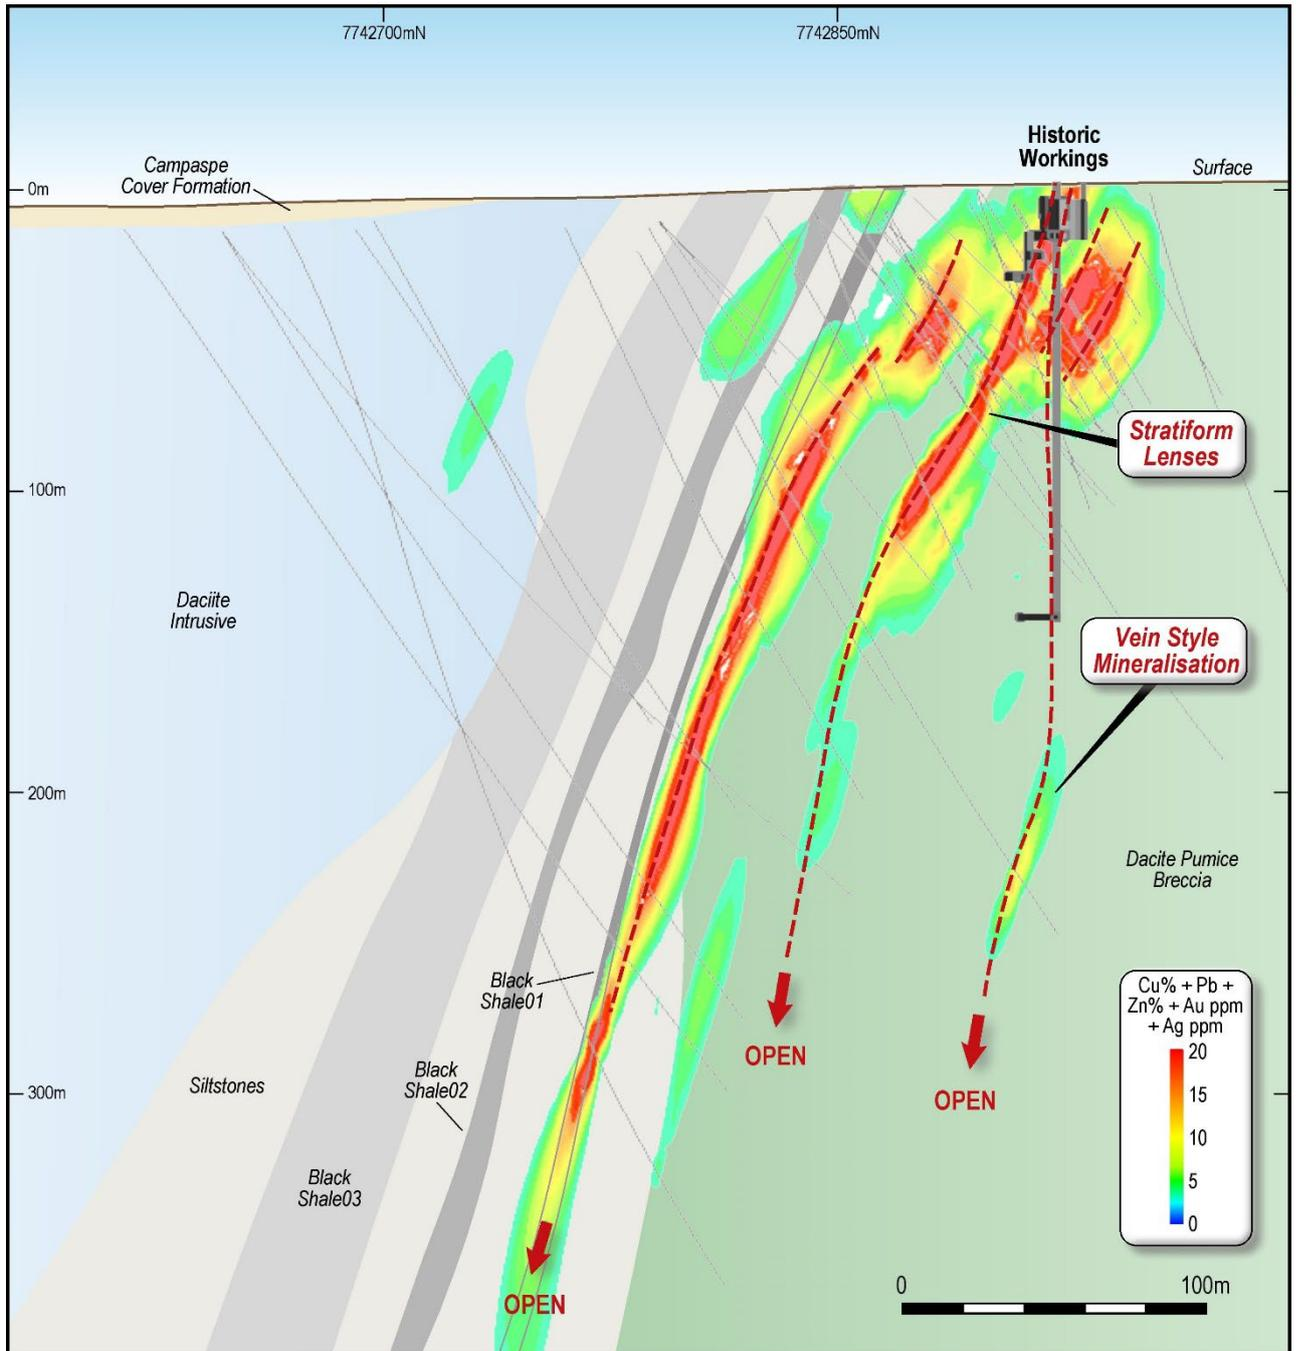 7742700mN
7742850mN
Historic
Workings
Campaspe
Cover Formation
Surface
0m
Stratiform
Lenses
100m
Daciite
Intrusive
Vein Style
Mineralisation
200m
Dacite Pumice
Breccia
Black
Shale01
Cu% + Pb +
Zn% + Au ppm
+ Ag ppm
20
15
10
5
0
OPEN
OPEN
Siltstones
Black
Shale02
300m
Black
Shale03
OPEN
0
100m